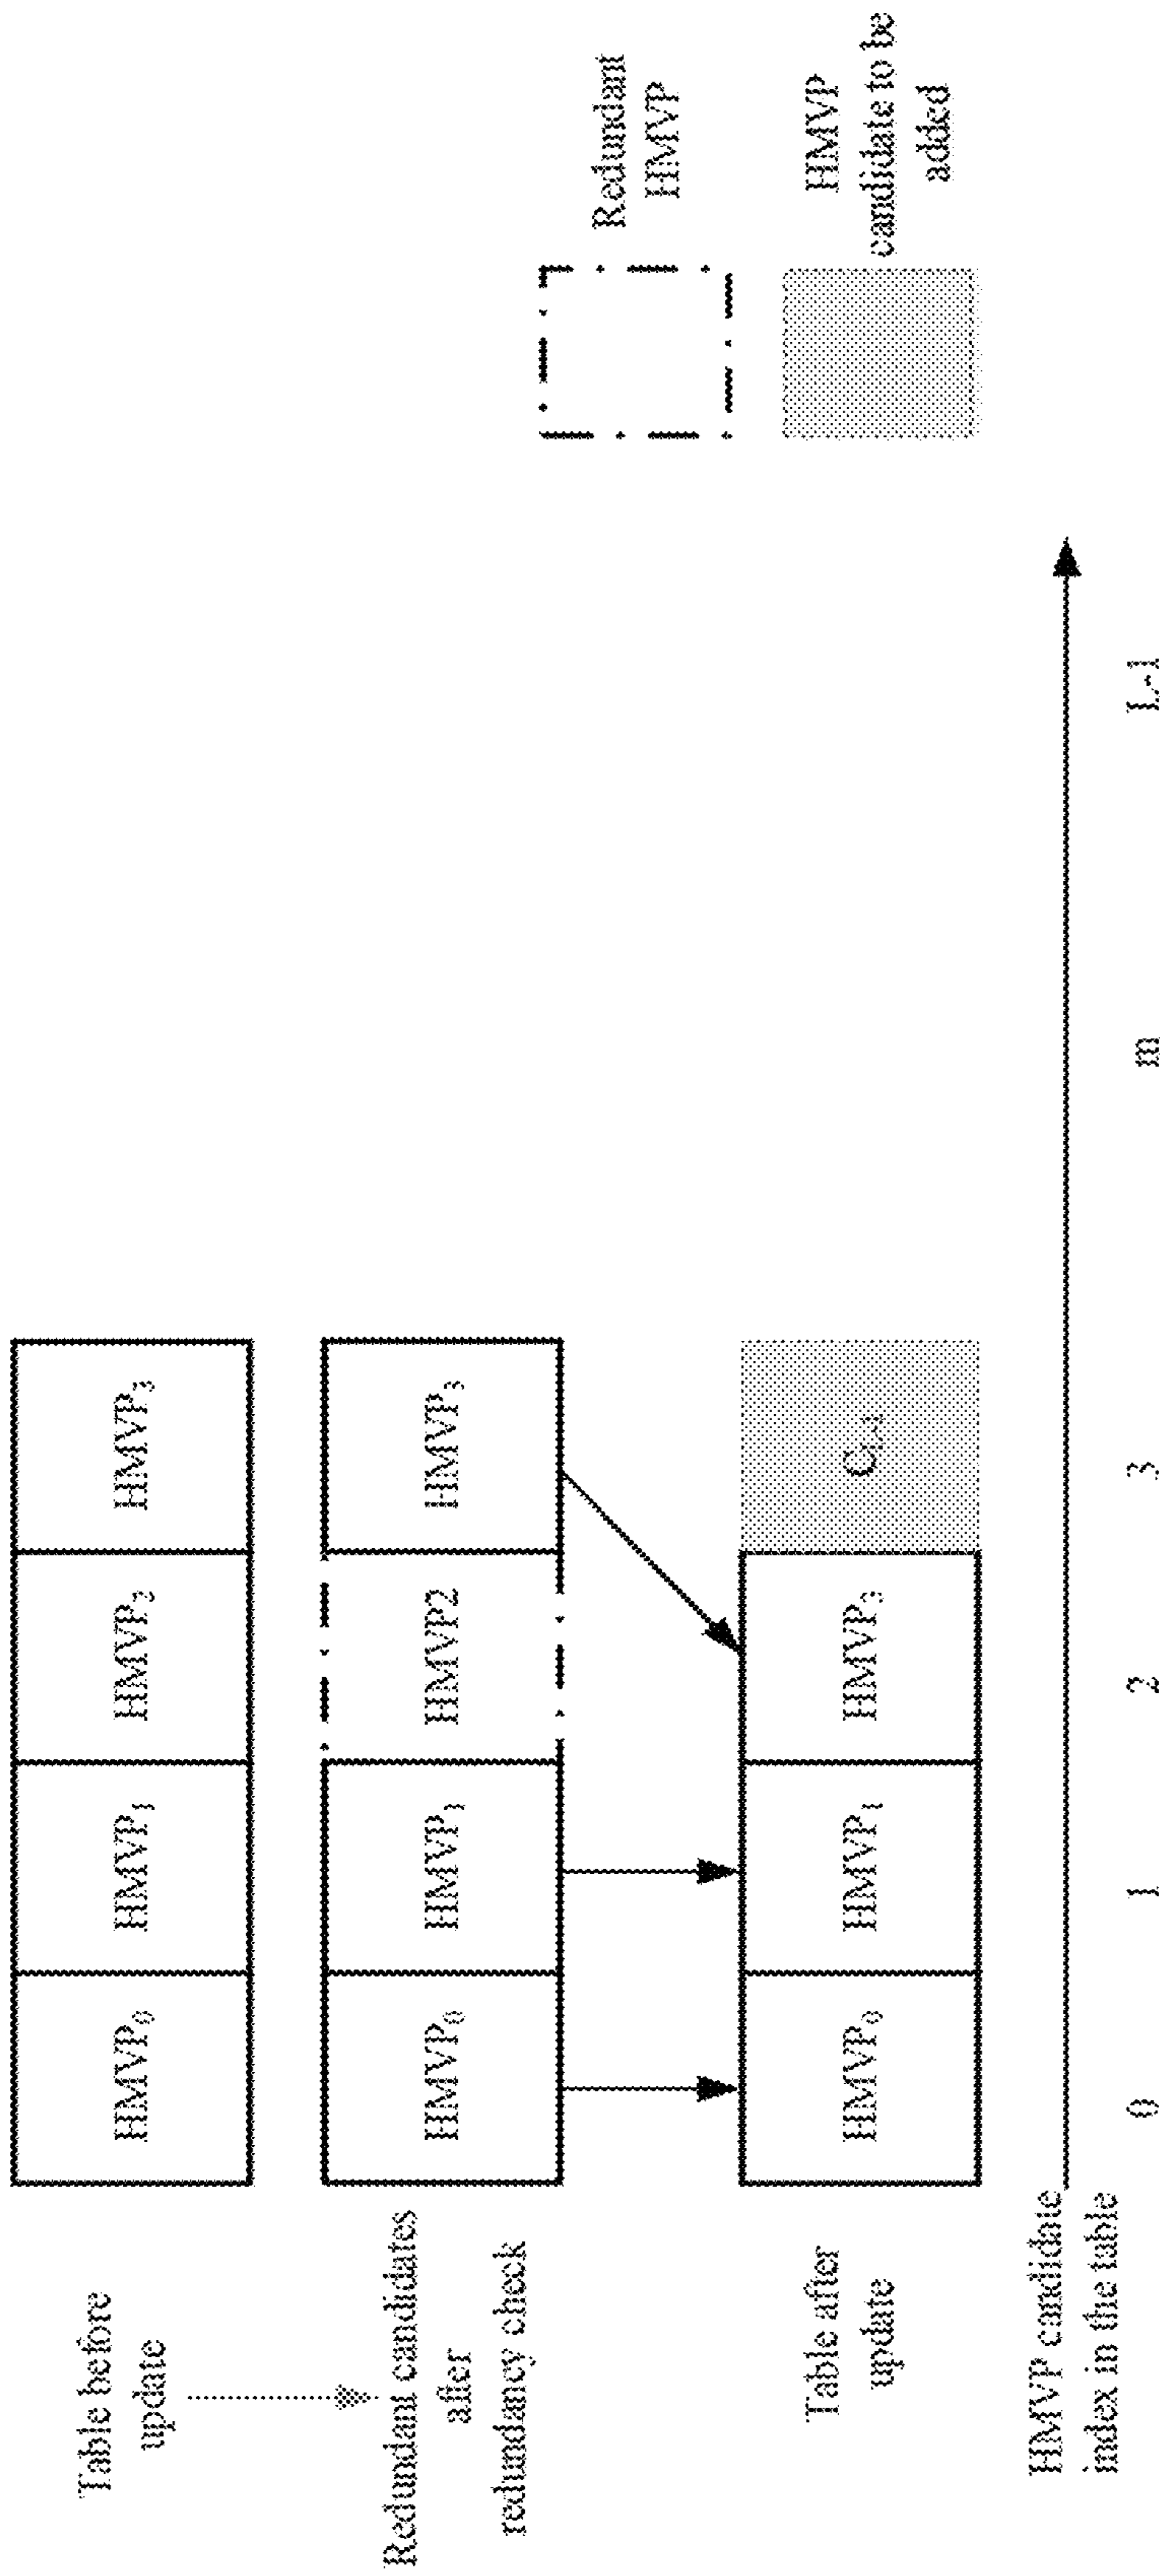 Table before
update
HMVP₀
HMVP₁
HMVP₂
HMVP₃
Redundant candidates
after
redundancy check
HMVP₀
HMVP₁
HMVP2
HMVP₃
Redundant
HMVP
Table after
update
HMVP₀
HMVP₁
HMVP₃
C_L-1
HMVP
candidate to be
added
HMVP candidate
index in the table
0
1
2
3
m
L-1